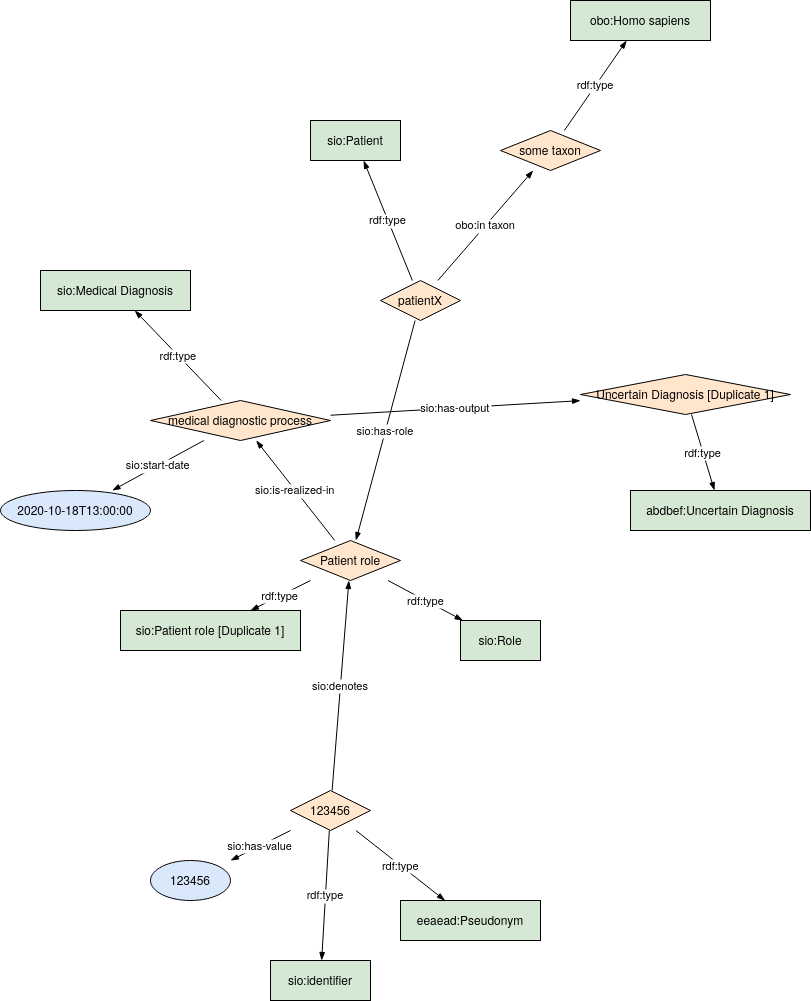 obo:Homo sapiens
rdf:type
sio:Patient
some taxon
rdf:type
obo:in taxon
sio:Medical Diagnosis
patientX
rdf:type
Uncertain Diagnosis [Duplicate 1]
sio:has-output
medical diagnostic process
sio:has-role
rdf:type
sio:start-date
sio:is-realized-in
2020-10-18T13:00:00
abdbef:Uncertain Diagnosis
Patient role
rdf:type
rdf:type
sio:Patient role [Duplicate 1]
sio:Role
sio:denotes
123456
sio:has-value
rdf:type
123456
rdf:type
eeaead:Pseudonym
sio:identifier